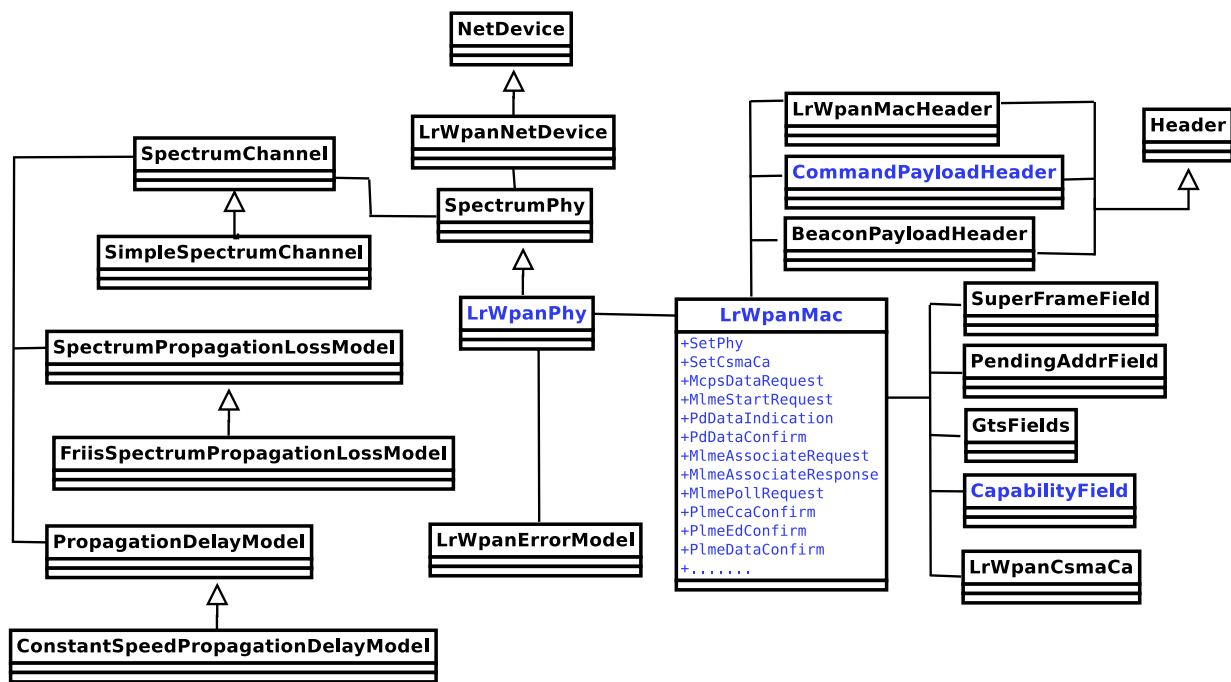 NetDevice
LrWpanNetDevice
SpectrumChannel
SpectrumPhy
SimpleSpectrumChannel
LrWpanPhy
SpectrumPropagationLossModel
FriisSpectrumPropagationLossModel
PropagationDelayModel
LrWpanErrorModel
ConstantSpeedPropagationDelayModel
LrWpanMacHeader
CommandPayloadHeader
BeaconPayloadHeader
Header
LrWpanMac
+SetPhy
+SetCsmaCa
+McpsDataRequest
+MlmeStartRequest
+PdDataIndication
+PdDataConfirm
+MlmeAssociateRequest
+MlmeAssociateResponse
+MlmePollRequest
+PlmeCcaConfirm
+PlmeEdConfirm
+PlmeDataConfirm
+.......
SuperFrameField
PendingAddrField
GtsFields
CapabilityField
LrWpanCsmaCa